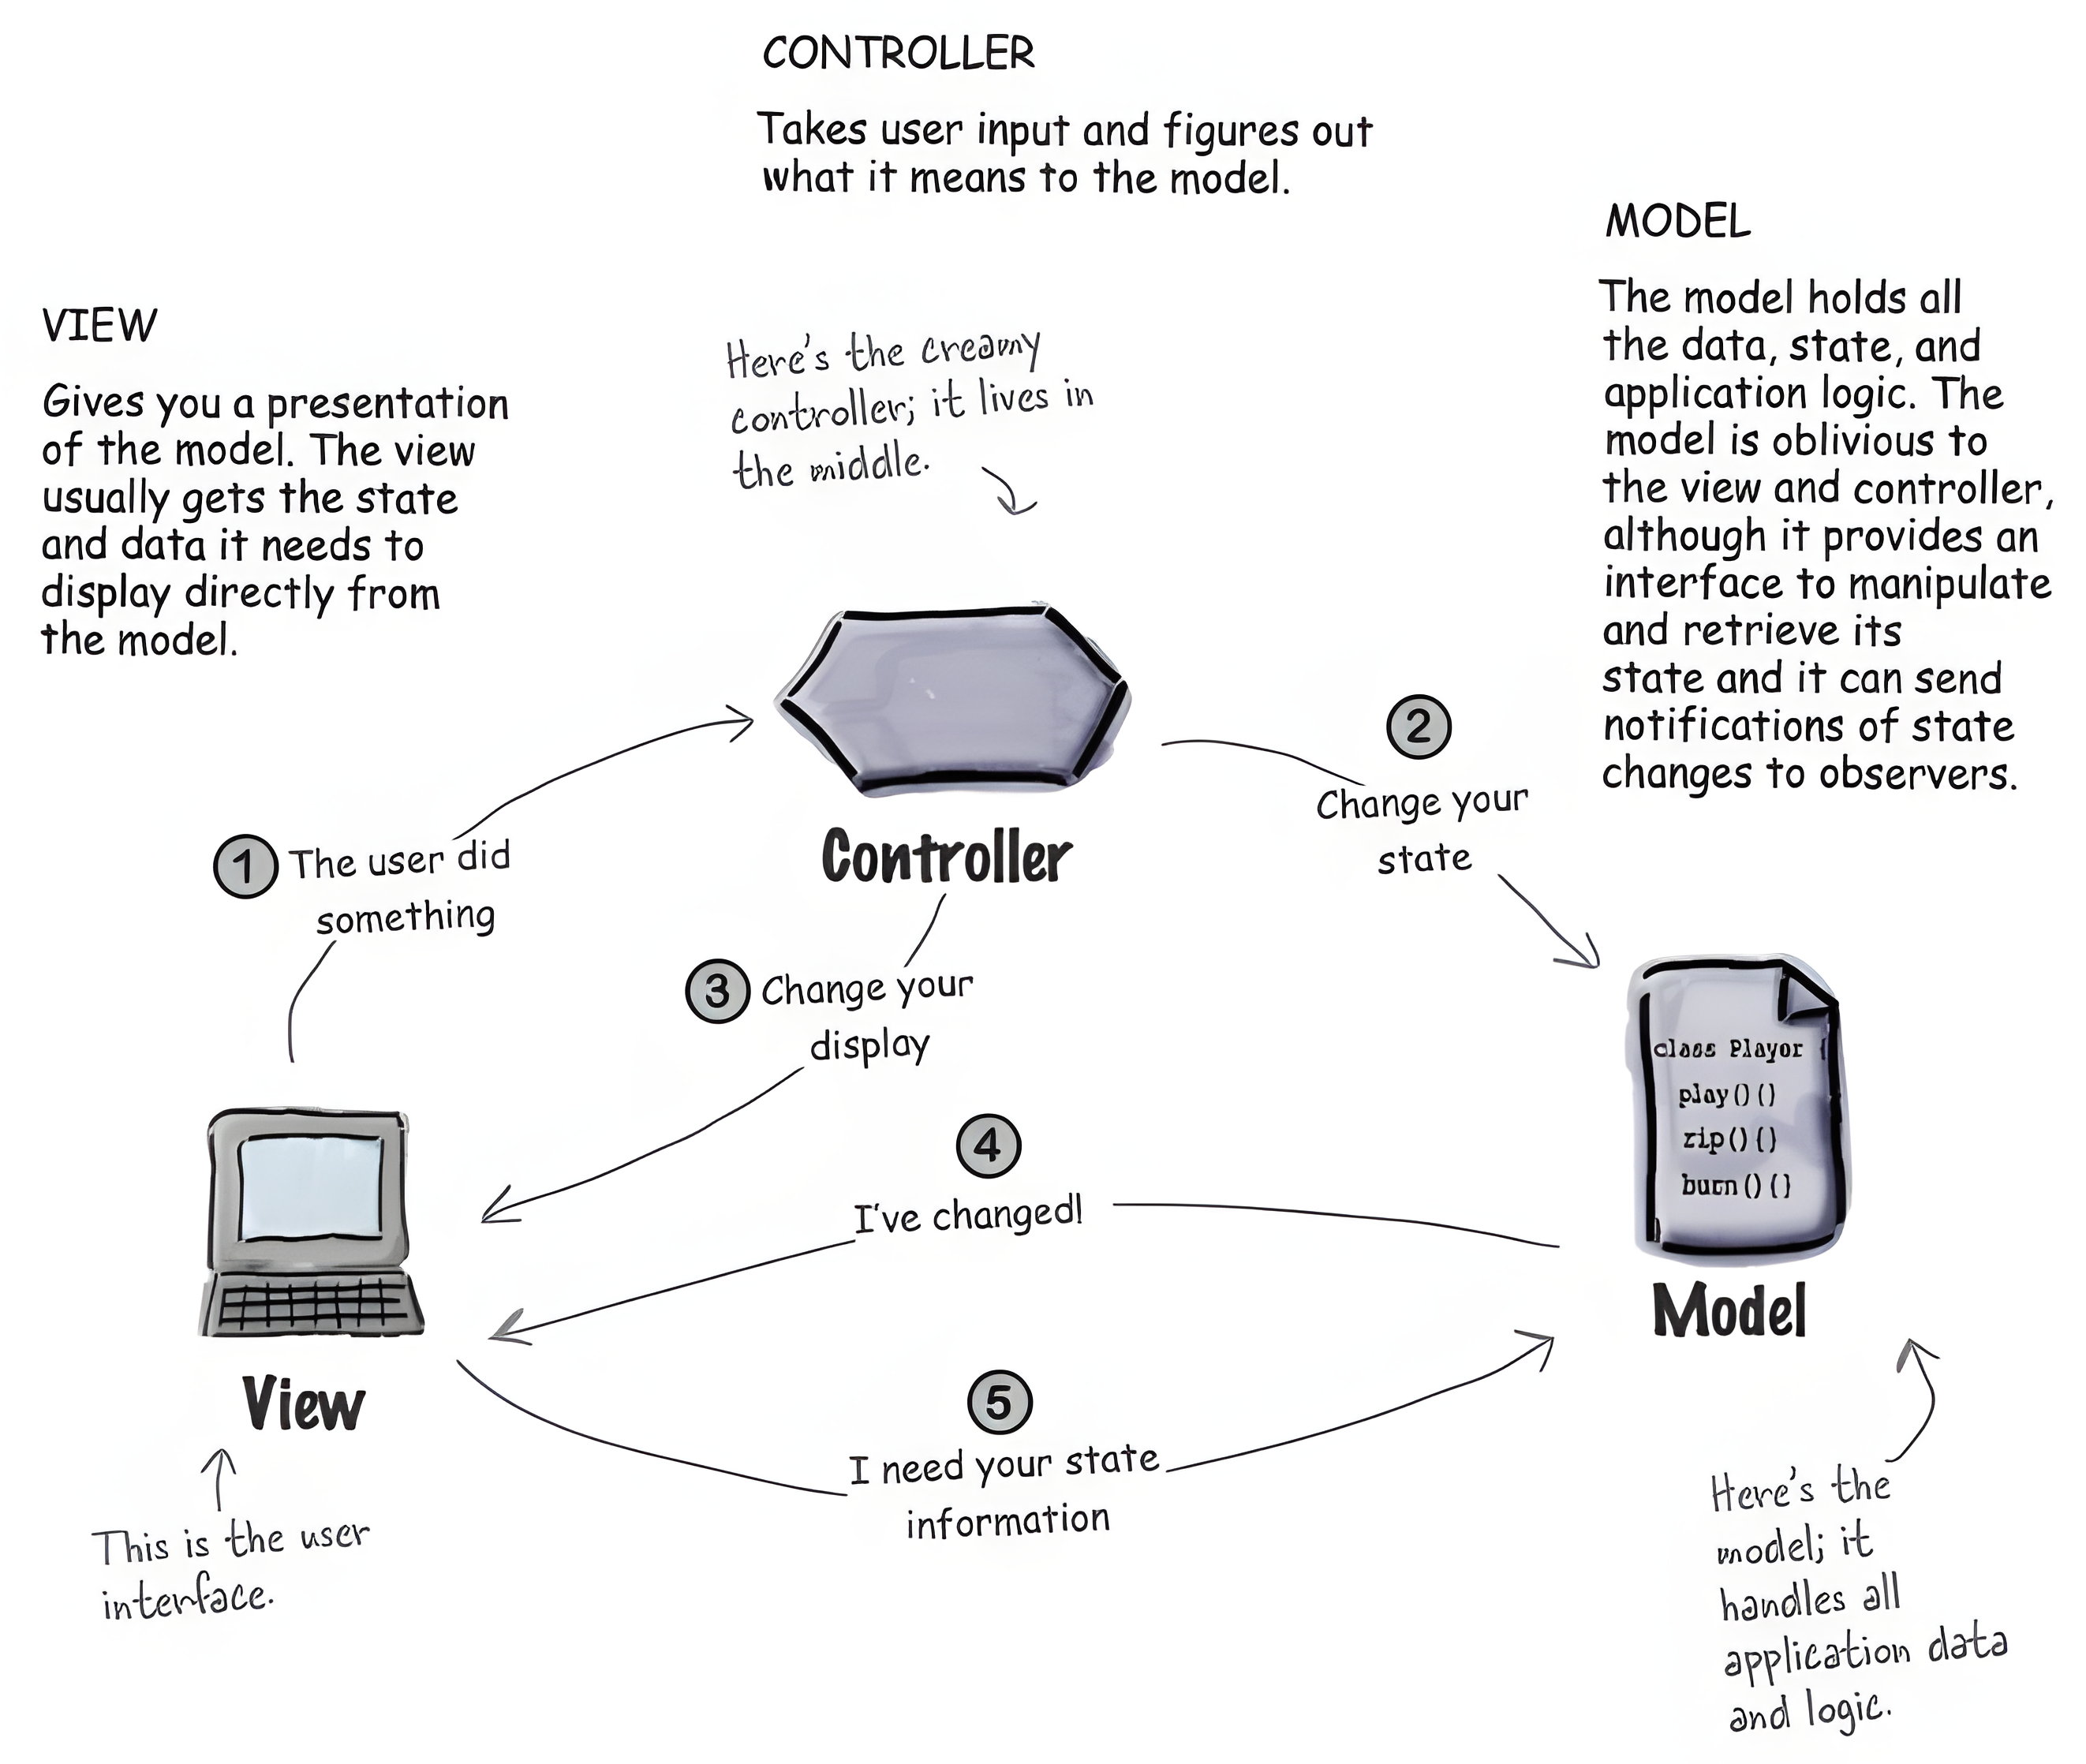 CONTROLLER
Takes user input and figures out
what it means to the model.
MODEL
The model holds all
the data, state, and
application logic. The
model is oblivious to
the view and controller,
although it provides an
interface to manipulate
and retrieve its
state and it can send
notifications of state
changes to observers.
VIEW
Gives you a presentation
of the model. The view
usually gets the state
and data it needs to
display directly from
the model.
Here's the creamy
controller; it lives in
the middle.
Controller
1 The user did
something
2
Change your
state
3 Change your
display
4
I've changed!
5
I need your state
information
class Player {
play() {}
zip() {}
burn() {}
Model
View
This is the user
interface.
Here's the
model; it
handles all
application data
and logic.